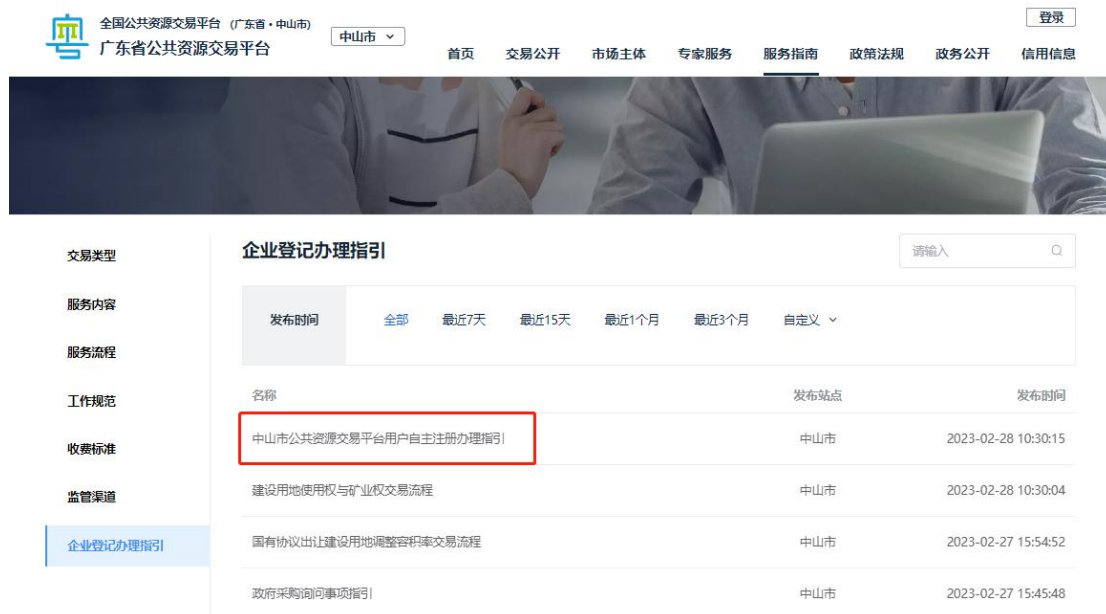 全国公共资源交易平台 (广东省·中山市)
广东省公共资源交易平台
中山市
登录
首页 交易公开 市场主体 专家服务 服务指南 政策法规 政务公开 信用信息
交易类型
服务内容
服务流程
工作规范
收费标准
监管渠道
企业登记办理指引
企业登记办理指引
请输入
发布时间 全部 最近7天 最近15天 最近1个月 最近3个月 自定义
名称 发布站点 发布时间
中山市公共资源交易平台用户自主注册办理指引 中山市 2023-02-28 10:30:15
建设用地使用权与矿业权交易流程 中山市 2023-02-28 10:30:04
国有协议出让建设用地调整容积率交易流程 中山市 2023-02-27 15:54:52
政府采购询问事项指引 中山市 2023-02-27 15:45:48